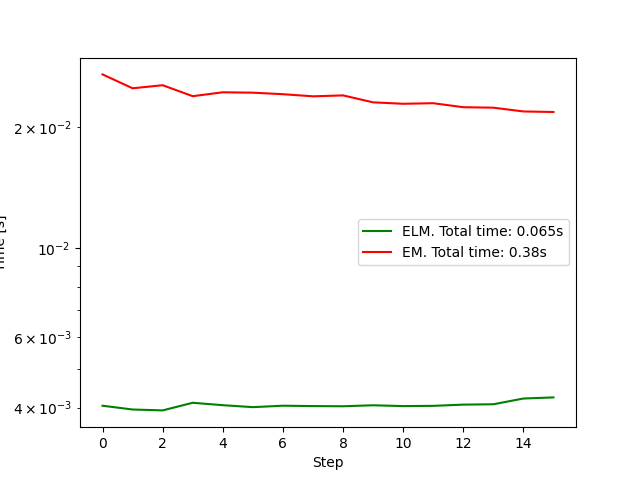 2 × 10⁻²
10⁻²
6 × 10⁻³
4 × 10⁻³
ELM. Total time: 0.065s
EM. Total time: 0.38s
0 2 4 6 8 10 12 14
Step